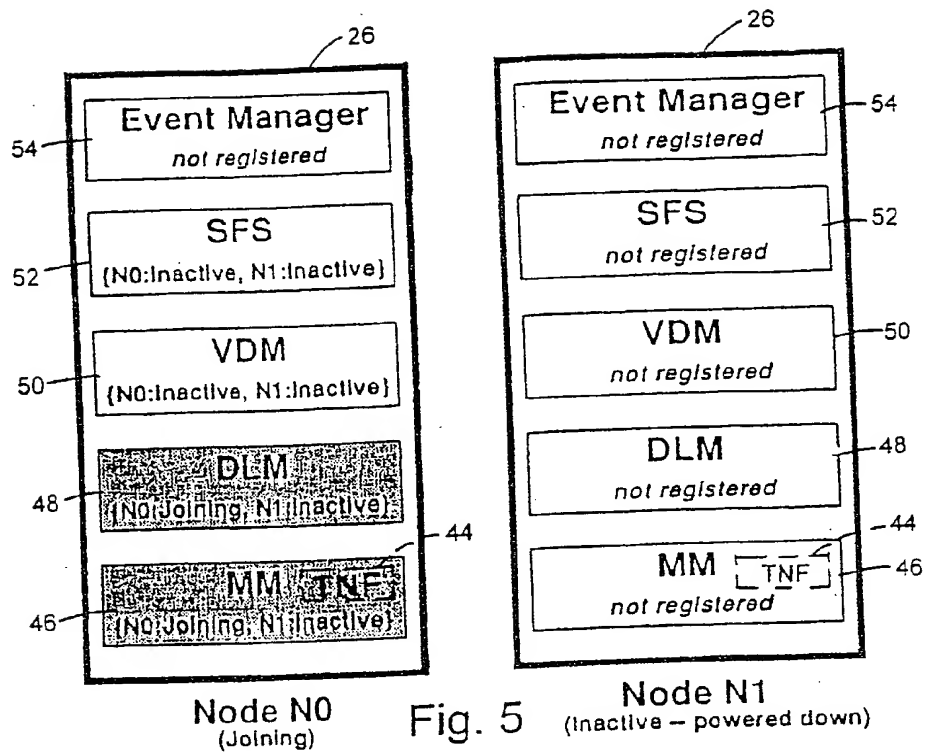 26
Event Manager
not registered
54
SFS
{N0:Inactive, N1:Inactive}
52
VDM
{N0:Inactive, N1:Inactive}
50
DLM
{N0:Joining, N1:Inactive}
48
44
MM TNF
{N0:Joining, N1:Inactive}
46
Node N0
(Joining)
26
Event Manager
not registered
54
SFS
not registered
52
VDM
not registered
50
DLM
not registered
48
44
MM TNF
not registered
46
Node N1
(Inactive – powered down)
Fig. 5